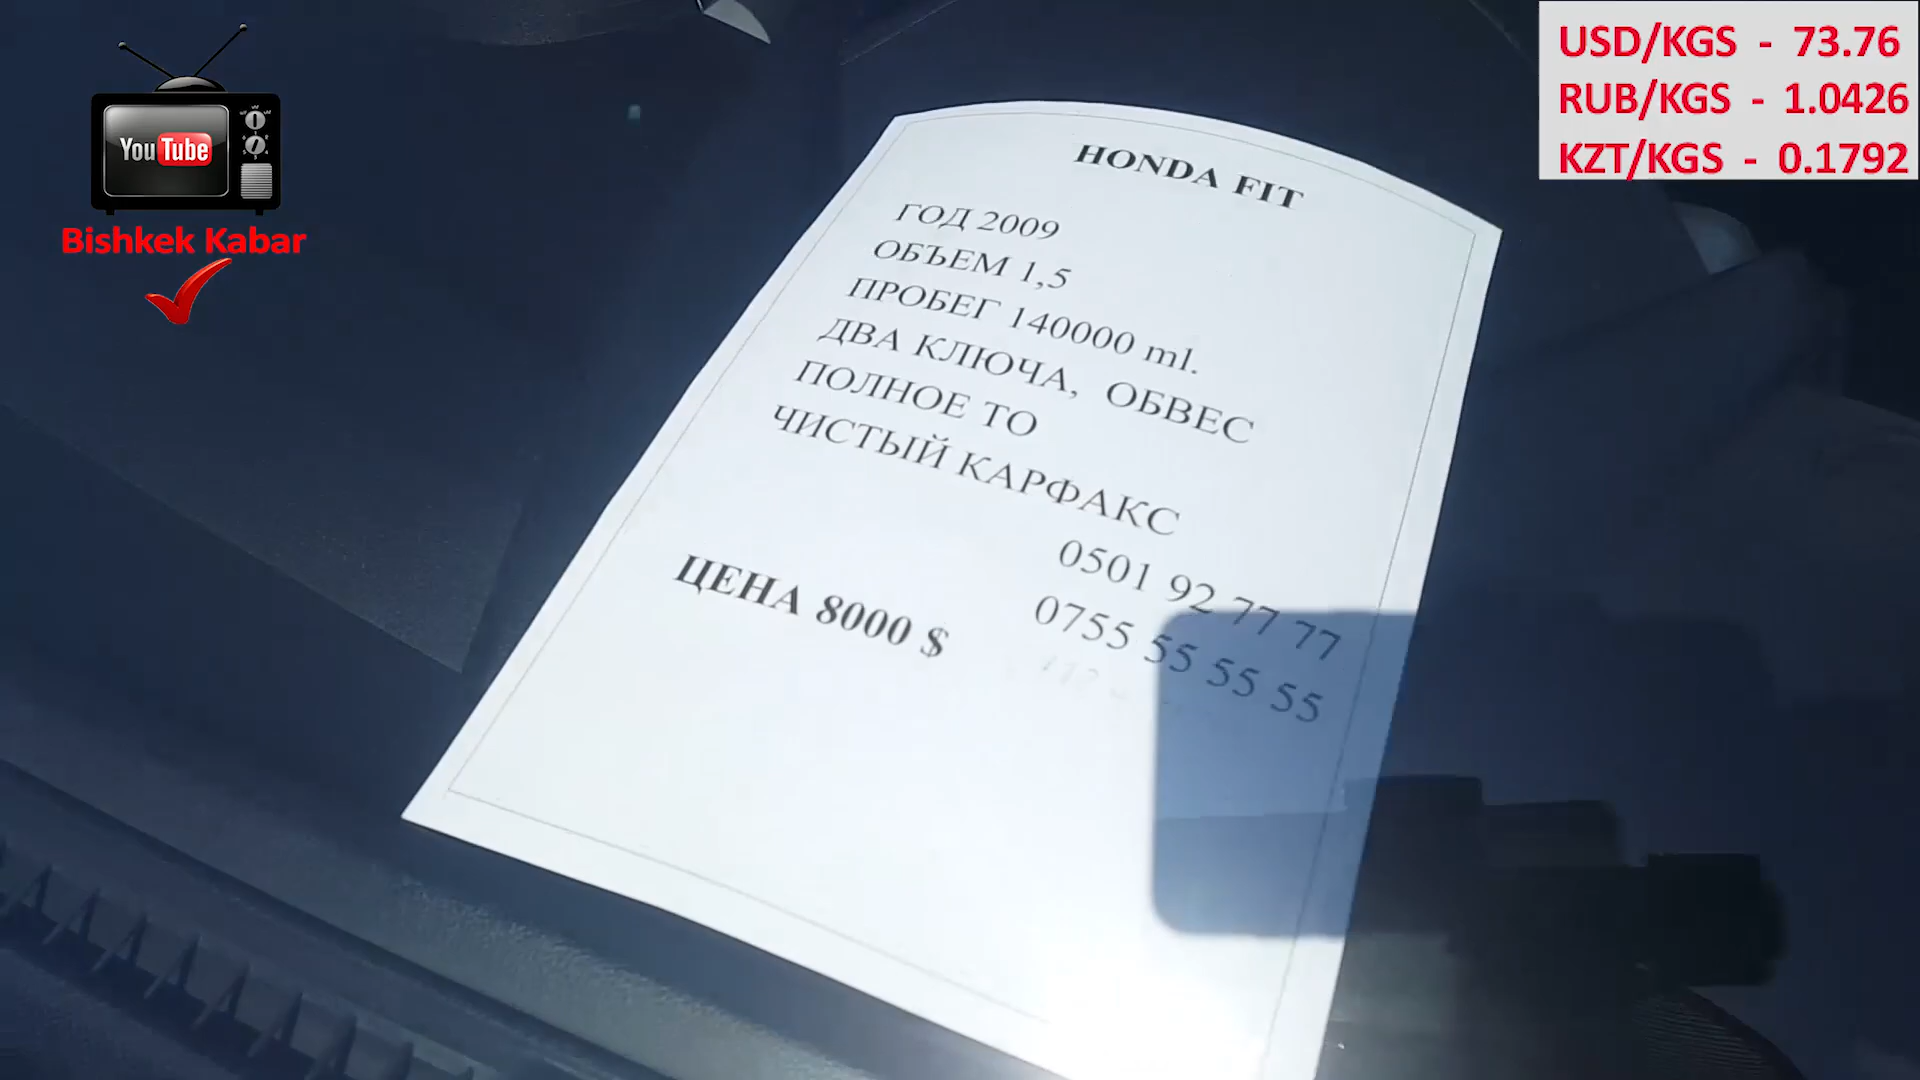 YouTube
Bishkek Kabar
USD/KGS - 73.76
RUB/KGS - 1.0426
KZT/KGS - 0.1792
HONDA FIT
ГОД 2009
ОБЪЕМ 1,5
ПРОБЕГ 140000 ml.
ДВА КЛЮЧА, ОБВЕС
ПОЛНОЕ ТО
ЧИСТЫЙ КАРФАКС
0501 92 77 77
0755 55 55 55
ЦЕНА 8000 $